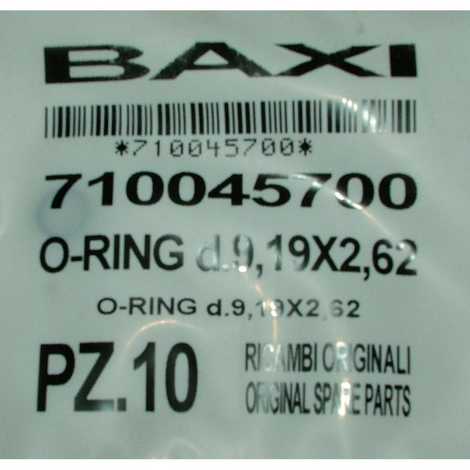 BAXI
*710045700*
710045700
O-RING d.9,19X2,62
O-RING d.9,19X2,62
PZ.10
RICAMBI ORIGINALI
ORIGINAL SPARE PARTS